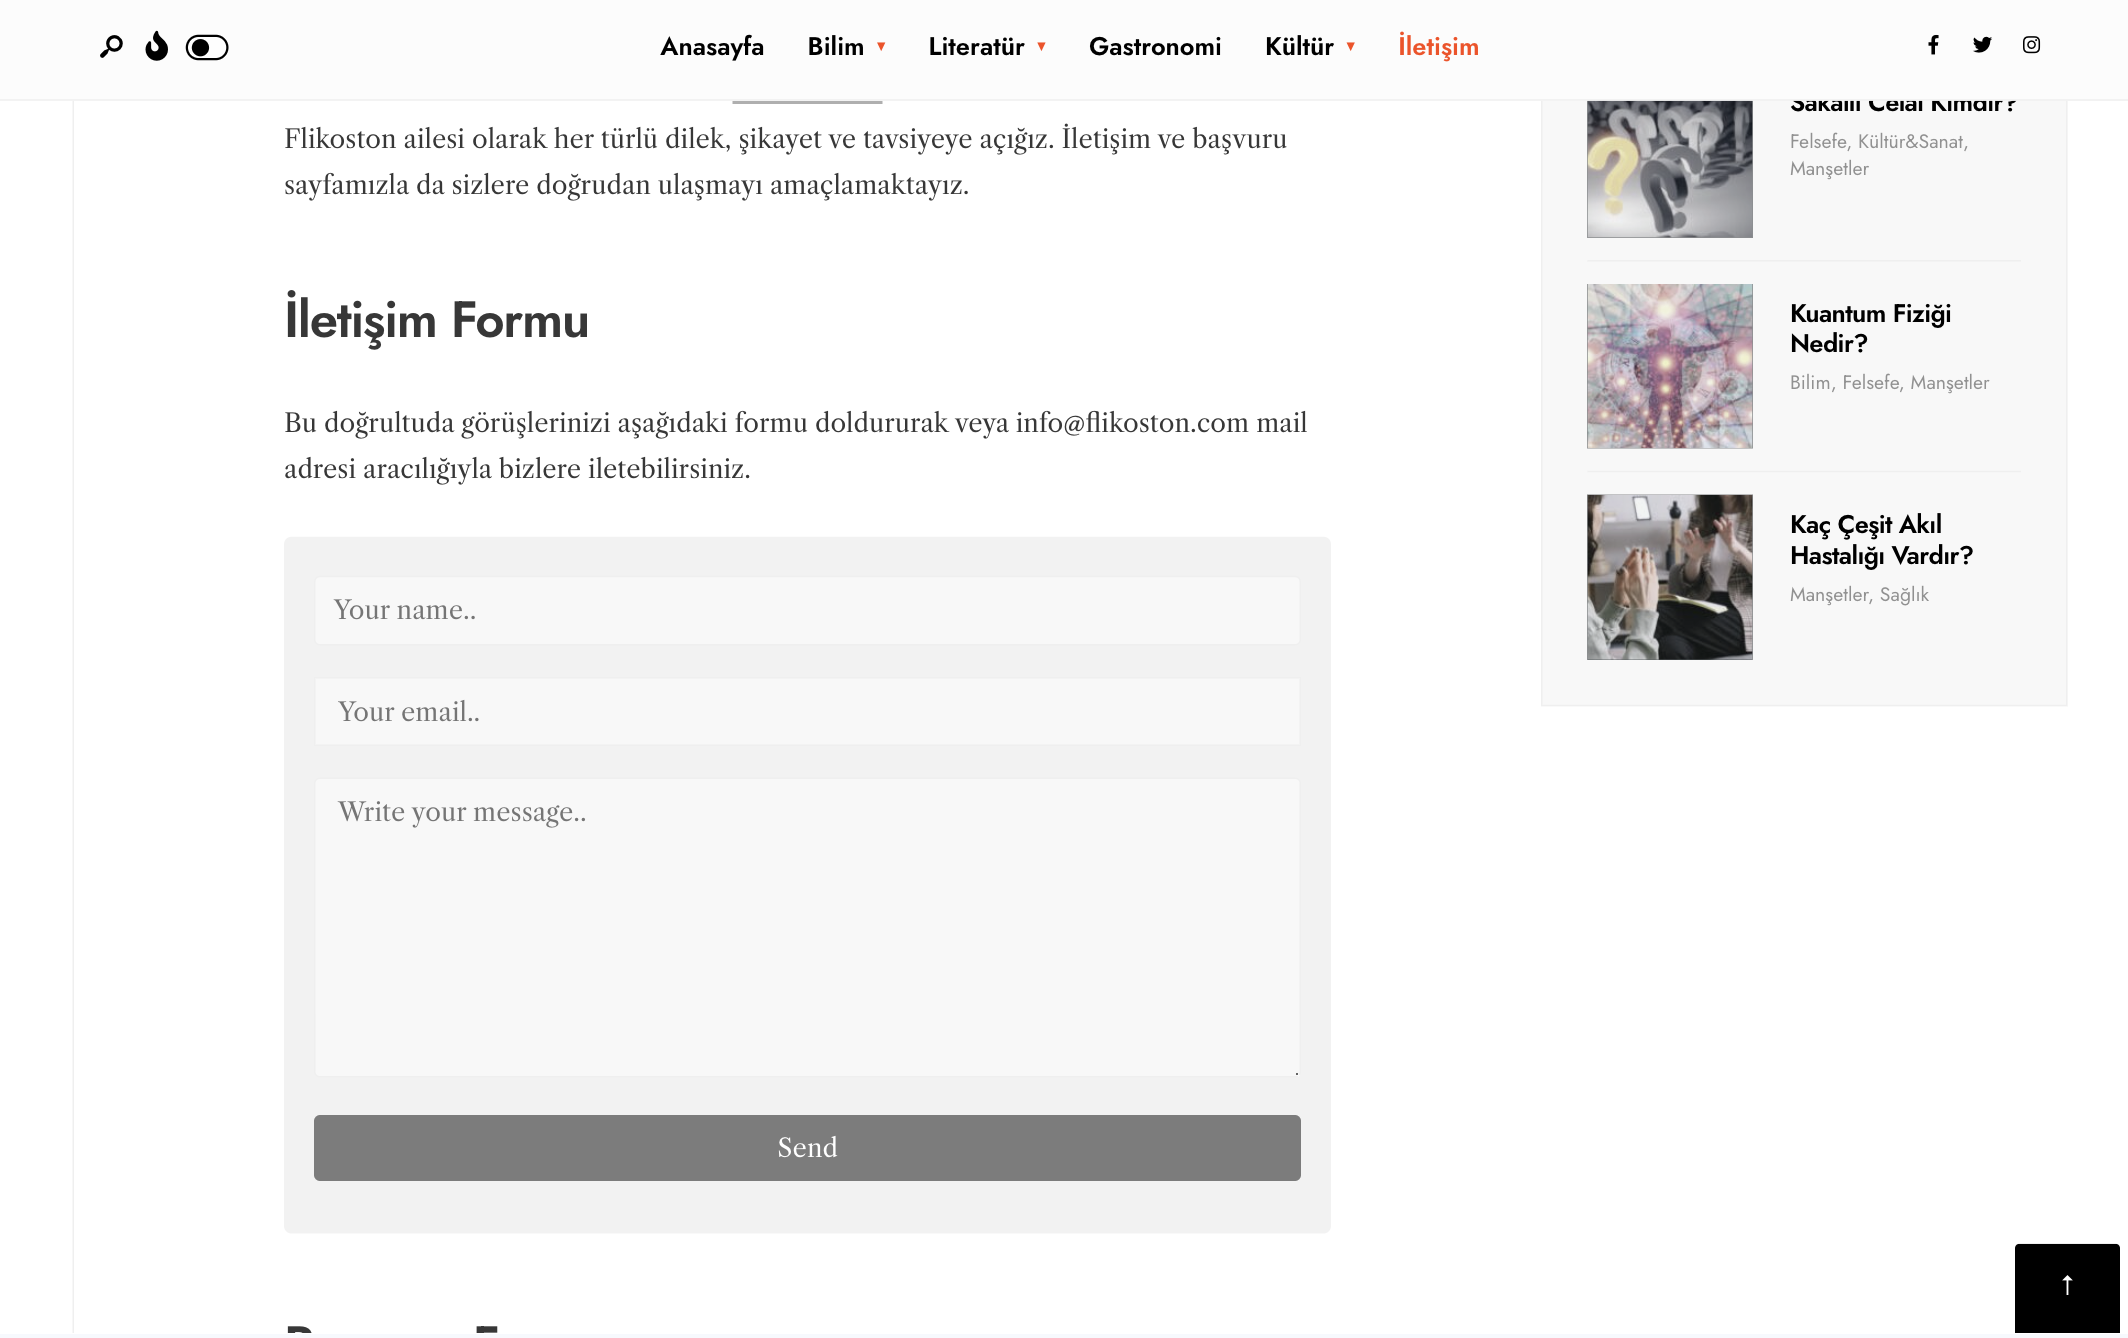 Anasayfa Bilim ▼ Literatür ▼ Gastronomi Kültür ▼ İletişim
Flikoston ailesi olarak her türlü dilek, şikayet ve tavsiyeye açığız. İletişim ve başvuru
sayfamızla da sizlere doğrudan ulaşmayı amaçlamaktayız.
İletişim Formu
Bu doğrultuda görüşlerinizi aşağıdaki formu doldururak veya info@flikoston.com mail
adresi aracılığıyla bizlere iletebilirsiniz.
Your name..
Your email..
Write your message..
Send
Sakallı Celal Kimdir?
Felsefe, Kültür&Sanat,
Manşetler
Kuantum Fiziği
Nedir?
Bilim, Felsefe, Manşetler
Kaç Çeşit Akıl
Hastalığı Vardır?
Manşetler, Sağlık